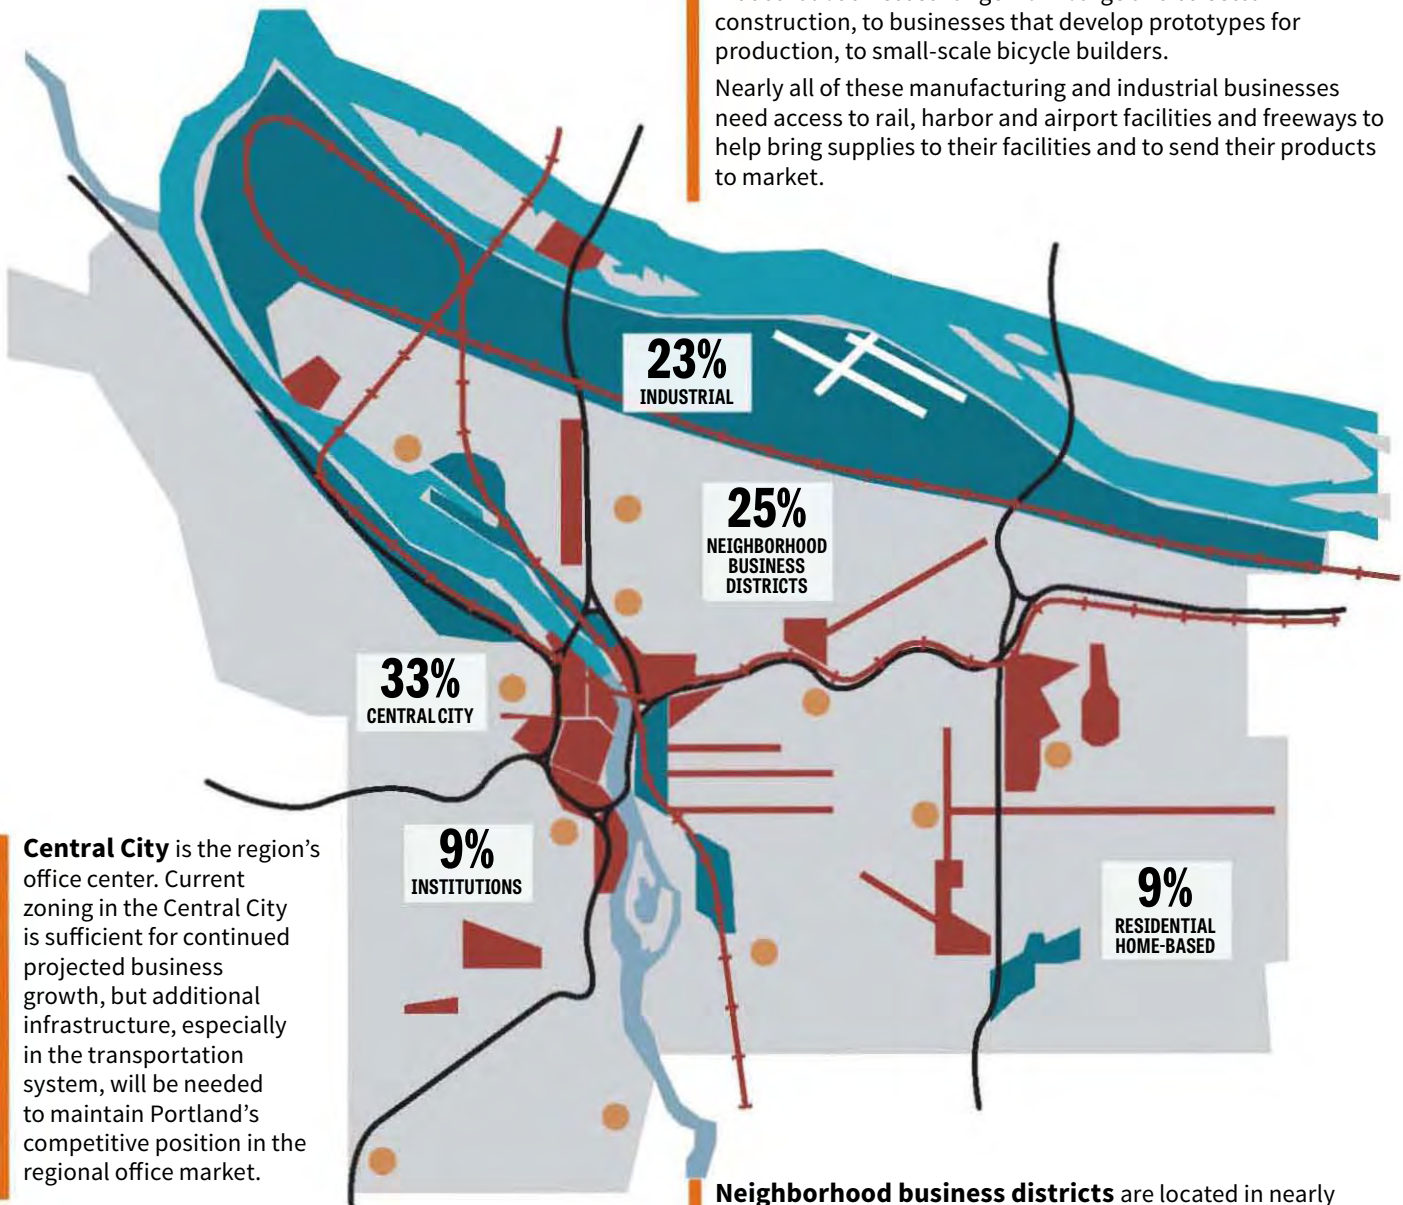 construction, to businesses that develop prototypes for
production, to small-scale bicycle builders.
Nearly all of these manufacturing and industrial businesses
need access to rail, harbor and airport facilities and freeways to
help bring supplies to their facilities and to send their products
to market.
23%
INDUSTRIAL
25%
NEIGHBORHOOD
BUSINESS
DISTRICTS
33%
CENTRAL CITY
9%
INSTITUTIONS
9%
RESIDENTIAL
HOME-BASED
Central City is the region’s
office center. Current
zoning in the Central City
is sufficient for continued
projected business
growth, but additional
infrastructure, especially
in the transportation
system, will be needed
to maintain Portland’s
competitive position in the
regional office market.
Neighborhood business districts are located in nearly